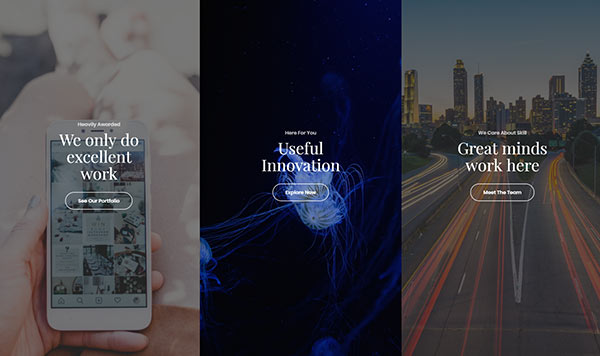 Heavily Awarded
We only do
excellent
work
See Our Portfolio
Here For You
Useful
Innovation
Explore Now
We Care About Skill
Great minds
work here
Meet The Team